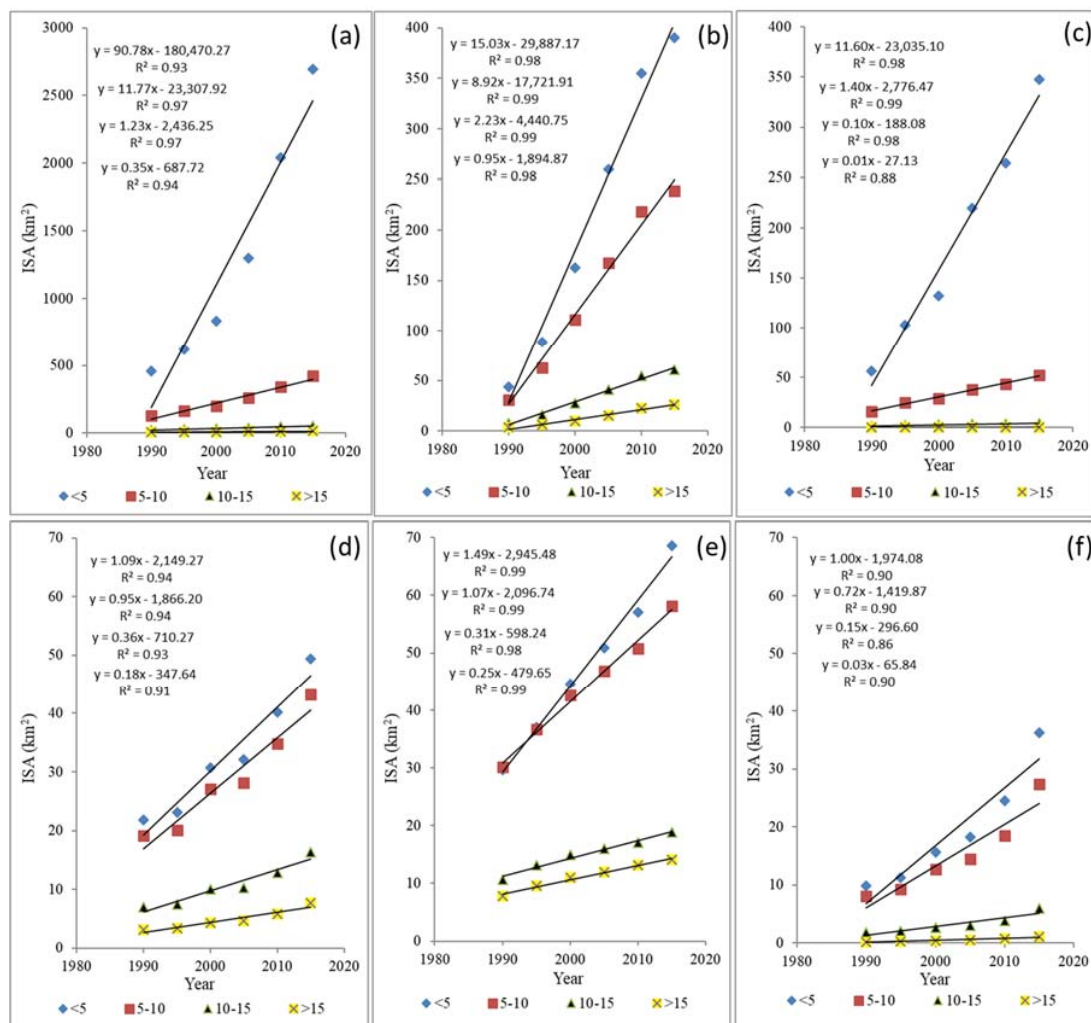 (a)
y = 90.78x - 180,470.27
R² = 0.93
y = 11.77x - 23,307.92
R² = 0.97
y = 1.23x - 2,436.25
R² = 0.97
y = 0.35x - 687.72
R² = 0.94
3000
2500
2000
1500
1000
500
0
ISA (km²)
1980 1990 2000 2010 2020
Year
<5 5-10 10-15 >15
(b)
y = 15.03x - 29,887.17
R² = 0.98
y = 8.92x - 17,721.91
R² = 0.99
y = 2.23x - 4,440.75
R² = 0.99
y = 0.95x - 1,894.87
R² = 0.98
400
350
300
250
200
150
100
50
0
ISA (km²)
1980 1990 2000 2010 2020
Year
<5 5-10 10-15 >15
(c)
y = 11.60x - 23,035.10
R² = 0.98
y = 1.40x - 2,776.47
R² = 0.99
y = 0.10x - 188.08
R² = 0.98
y = 0.01x - 27.13
R² = 0.88
400
350
300
250
200
150
100
50
0
ISA (km²)
1980 1990 2000 2010 2020
Year
<5 5-10 10-15 >15
(d)
y = 1.09x - 2,149.27
R² = 0.94
y = 0.95x - 1,866.20
R² = 0.94
y = 0.36x - 710.27
R² = 0.93
y = 0.18x - 347.64
R² = 0.91
70
60
50
40
30
20
10
0
ISA (km²)
1980 1990 2000 2010 2020
Year
<5 5-10 10-15 >15
(e)
y = 1.49x - 2,945.48
R² = 0.99
y = 1.07x - 2,096.74
R² = 0.99
y = 0.31x - 598.24
R² = 0.98
y = 0.25x - 479.65
R² = 0.99
70
60
50
40
30
20
10
0
ISA (km²)
1980 1990 2000 2010 2020
Year
<5 5-10 10-15 >15
(f)
y = 1.00x - 1,974.08
R² = 0.90
y = 0.72x - 1,419.87
R² = 0.90
y = 0.15x - 296.60
R² = 0.86
y = 0.03x - 65.84
R² = 0.90
70
60
50
40
30
20
10
0
ISA (km²)
1980 1990 2000 2010 2020
Year
<5 5-10 10-15 >15